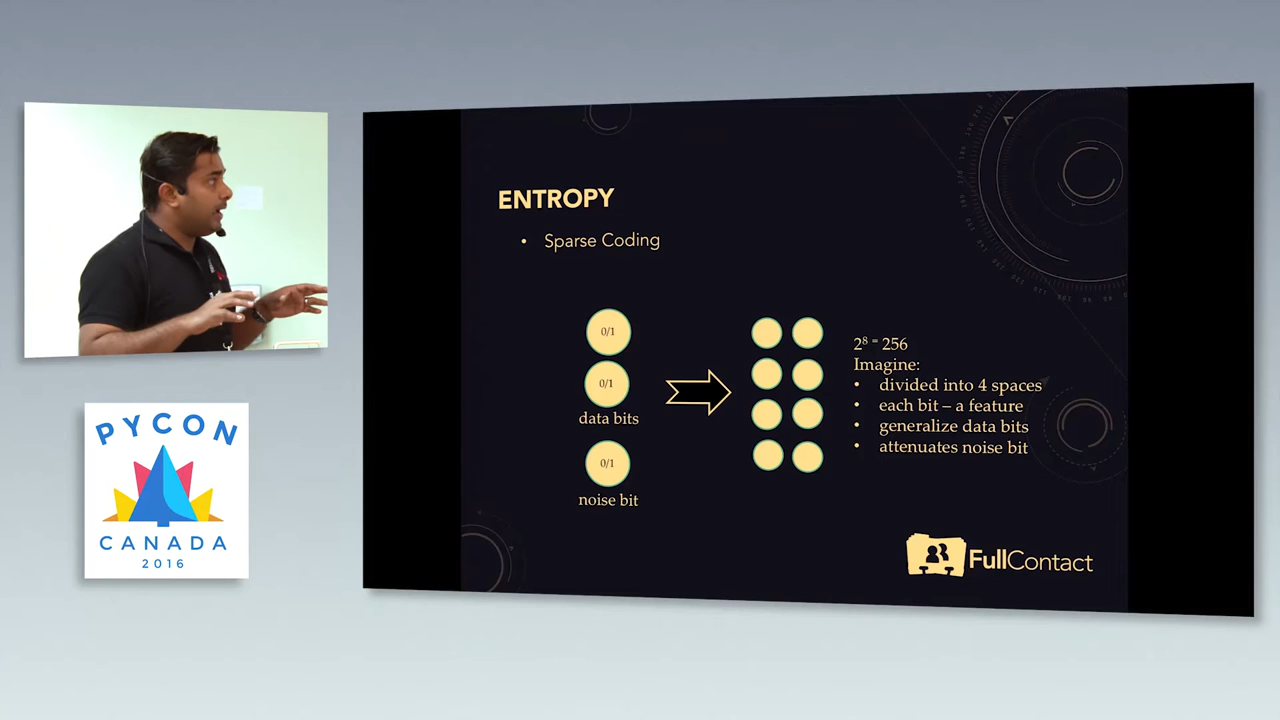 ENTROPY
• Sparse Coding
0/1
0/1
data bits
0/1
noise bit
2⁸ = 256
Imagine:
• divided into 4 spaces
• each bit – a feature
• generalize data bits
• attenuates noise bit
FullContact
PYCON
CANADA
2016